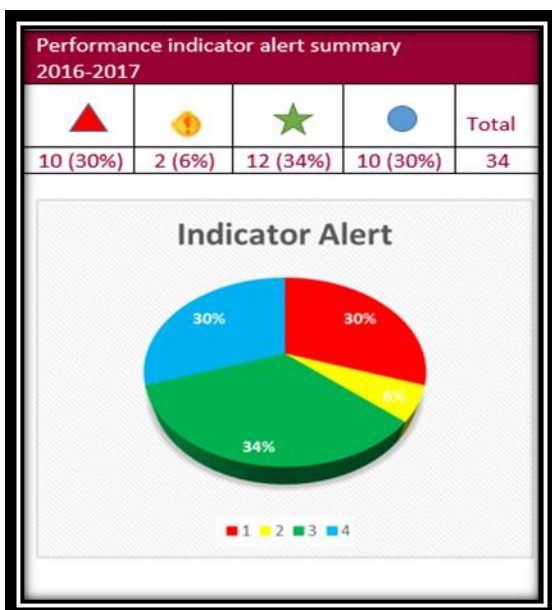 Performance indicator alert summary
2016-2017
Total
10 (30%) 2 (6%) 12 (34%) 10 (30%) 34
Indicator Alert
30% 30%
6%
34%
1 2 3 4